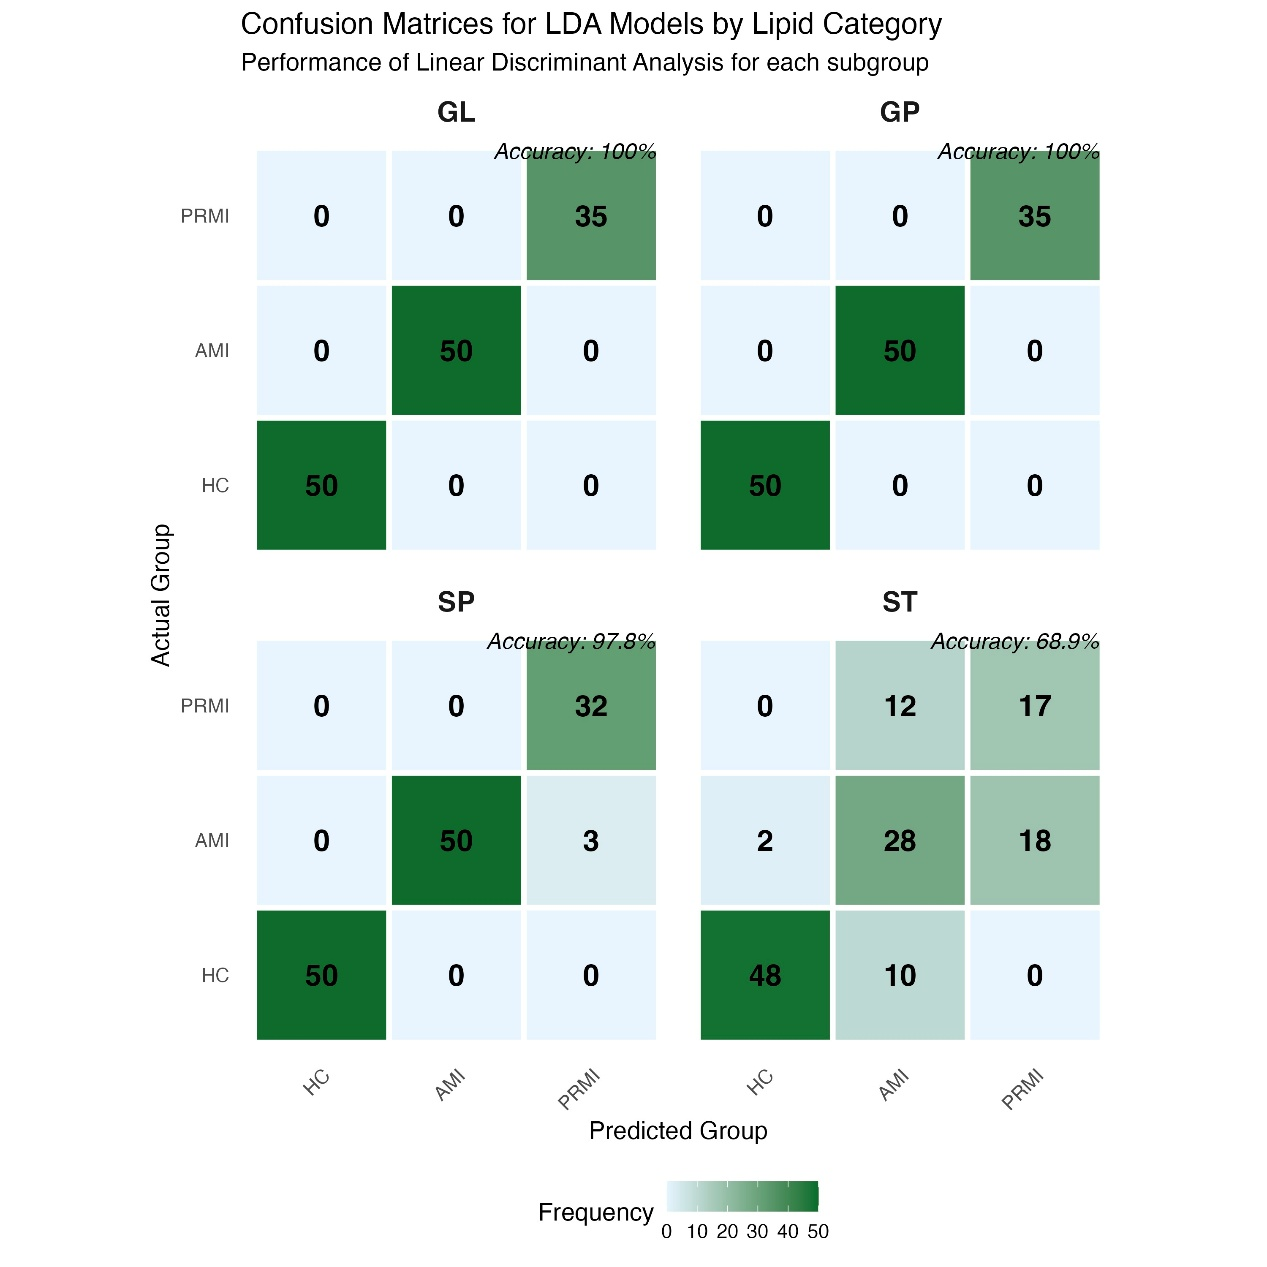 Confusion Matrices for LDA Models by Lipid Category
Performance of Linear Discriminant Analysis for each subgroup
GL
GP
Accuracy: 100%
Accuracy: 100%
PRMI
0 0 35
0 0 35
AMI
0 50 0
0 50 0
HC
50 0 0
50 0 0
Actual Group
SP
ST
Accuracy: 97.8%
Accuracy: 68.9%
PRMI
0 0 32
0 12 17
AMI
0 50 3
2 28 18
HC
50 0 0
48 10 0
HC AMI PRMI
HC AMI PRMI
Predicted Group
Frequency
0 10 20 30 40 50